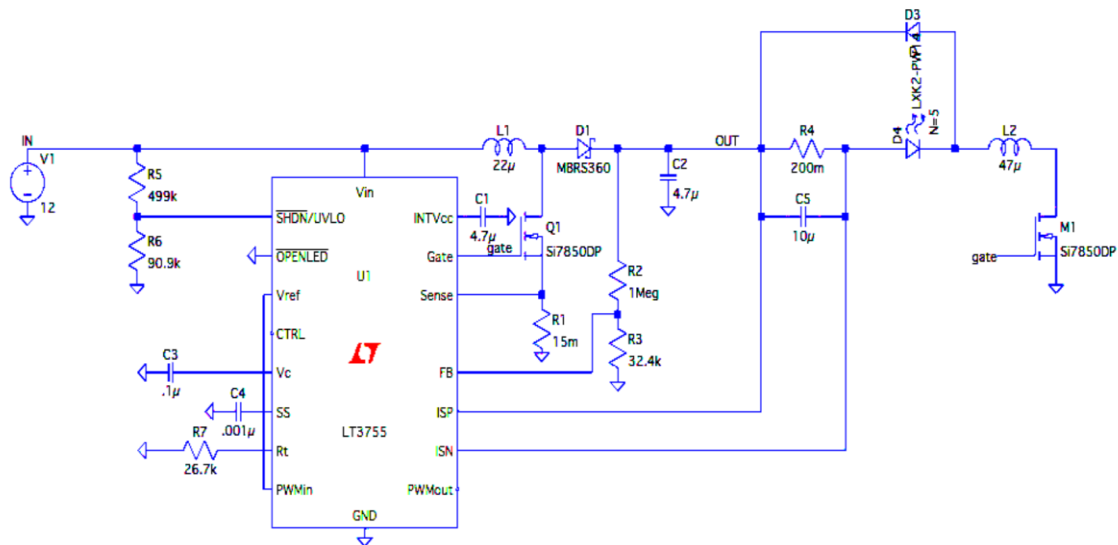 D3
D
LXK2-PW14
N=5
IN
V1
12
R5
499k
R6
90.9k
L1
22µ
D1
MBRS360
OUT
R4
200m
D4
L2
47µ
C2
4.7µ
C5
10µ
Vin
SHDN/UVLO
INTVcc
C1
4.7µ
Q1
Si7850DP
gate
M1
Si7850DP
gate
OPENLED
Gate
U1
R2
1Meg
Vref
Sense
R1
15m
CTRL
R3
32.4k
C3
.1µ
Vc
FB
C4
.001µ
SS
ISP
LT3755
R7
26.7k
Rt
ISN
PWMin
PWMout
GND